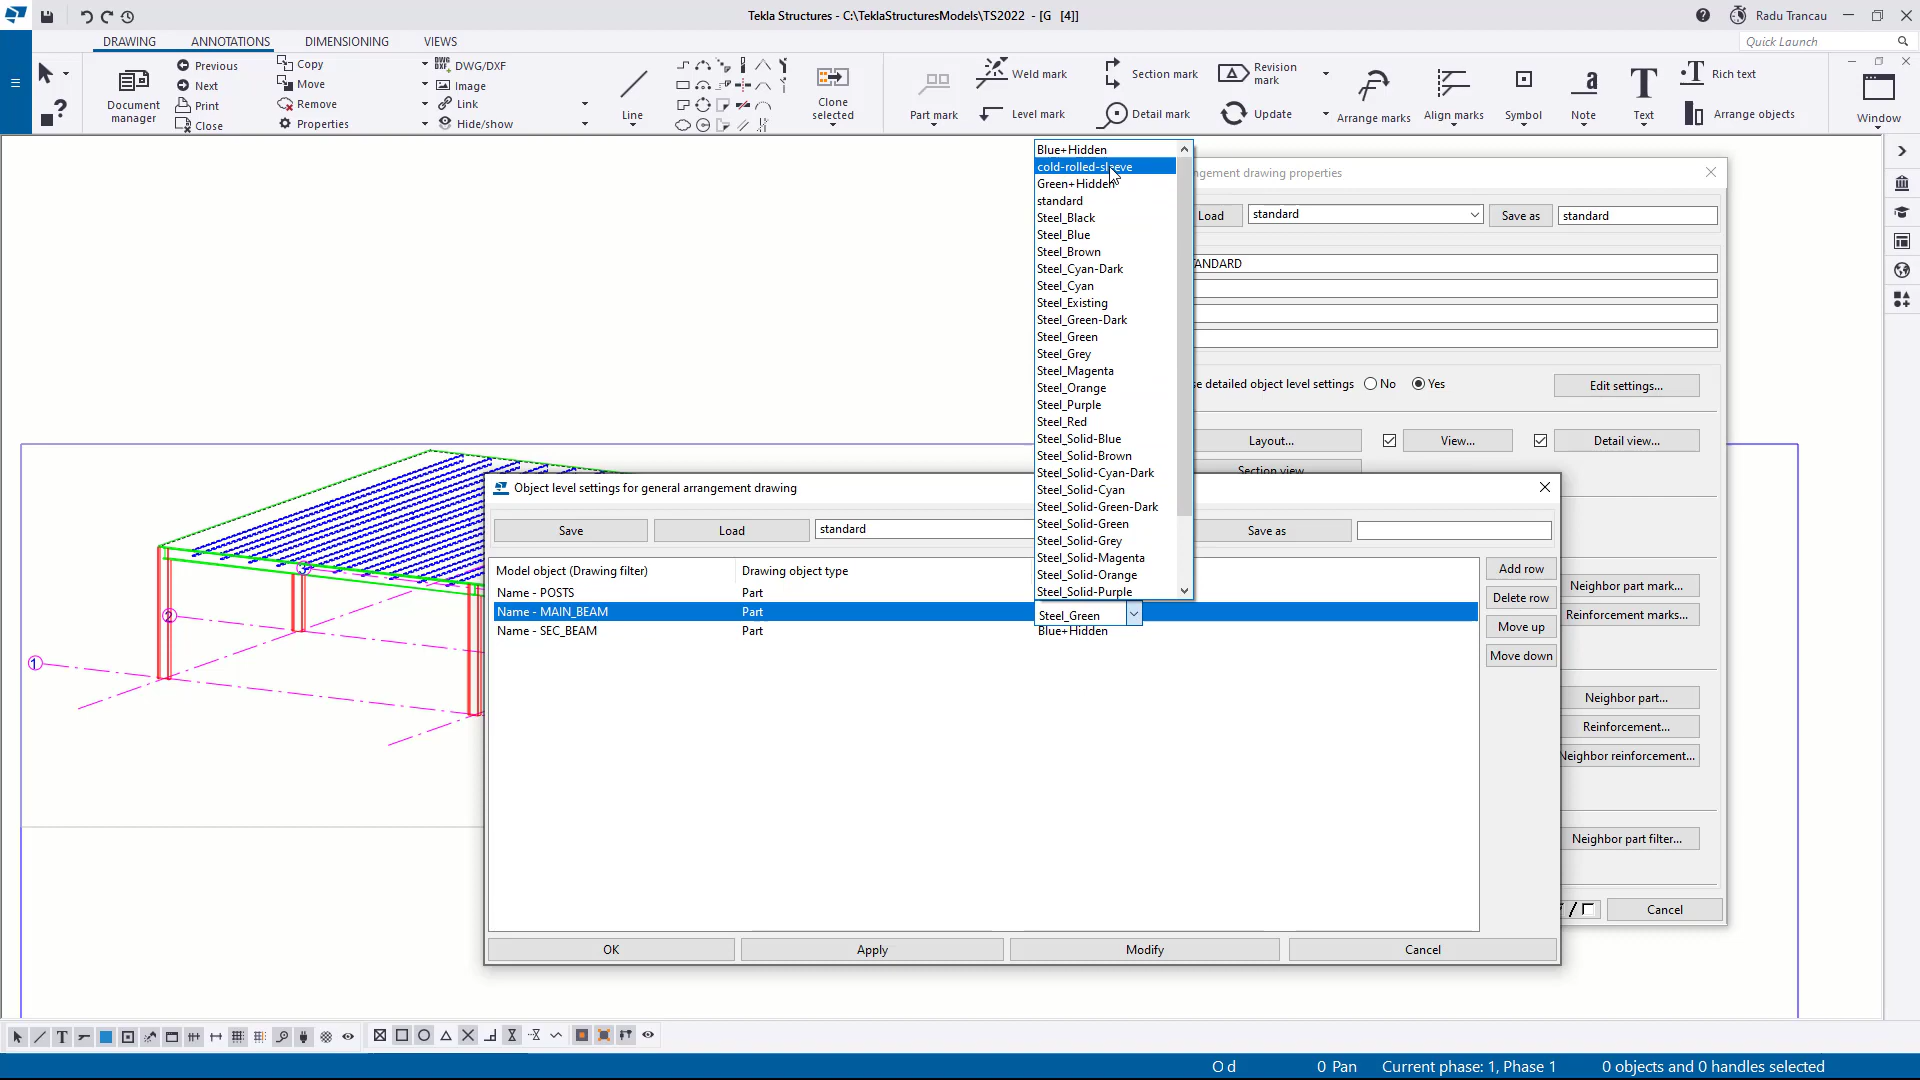 Tekla Structures - C:\TeklaStructuresModels\TS2022 - [G   [4]]
Radu Trancau
DRAWING
ANNOTATIONS
DIMENSIONING
VIEWS
Quick Launch
Document manager
Previous
Next
Print
Close
Copy
Move
Remove
Properties
DWG/DXF
Image
Link
Hide/show
Line
Clone selected
Part mark
Weld mark
Level mark
Section mark
Detail mark
Revision mark
Update
Arrange marks
Align marks
Symbol
Note
Text
Rich text
Arrange objects
Window
Blue+Hidden
cold-rolled-sleeve
Green+Hidden
standard
Steel_Black
Steel_Blue
Steel_Brown
Steel_Cyan-Dark
Steel_Cyan
Steel_Existing
Steel_Green-Dark
Steel_Green
Steel_Grey
Steel_Magenta
Steel_Orange
Steel_Purple
Steel_Red
Steel_Solid-Blue
Steel_Solid-Brown
Steel_Solid-Cyan-Dark
Steel_Solid-Cyan
Steel_Solid-Green-Dark
Steel_Solid-Green
Steel_Solid-Grey
Steel_Solid-Magenta
Steel_Solid-Orange
Steel_Solid-Purple
ngement drawing properties
Load
standard
Save as
standard
ANDARD
e detailed object level settings
No
Yes
Edit settings...
Layout...
View...
Detail view...
Section view
Neighbor part mark...
Reinforcement marks...
Neighbor part...
Reinforcement...
Neighbor reinforcement...
Neighbor part filter...
Cancel
Object level settings for general arrangement drawing
Save
Load
standard
Save as
Model object (Drawing filter)
Drawing object type
Name - POSTS
Part
Name - MAIN_BEAM
Part
Steel_Green
Name - SEC_BEAM
Part
Blue+Hidden
Add row
Delete row
Move up
Move down
OK
Apply
Modify
Cancel
2
1
O d
0 Pan
Current phase: 1, Phase 1
0 objects and 0 handles selected